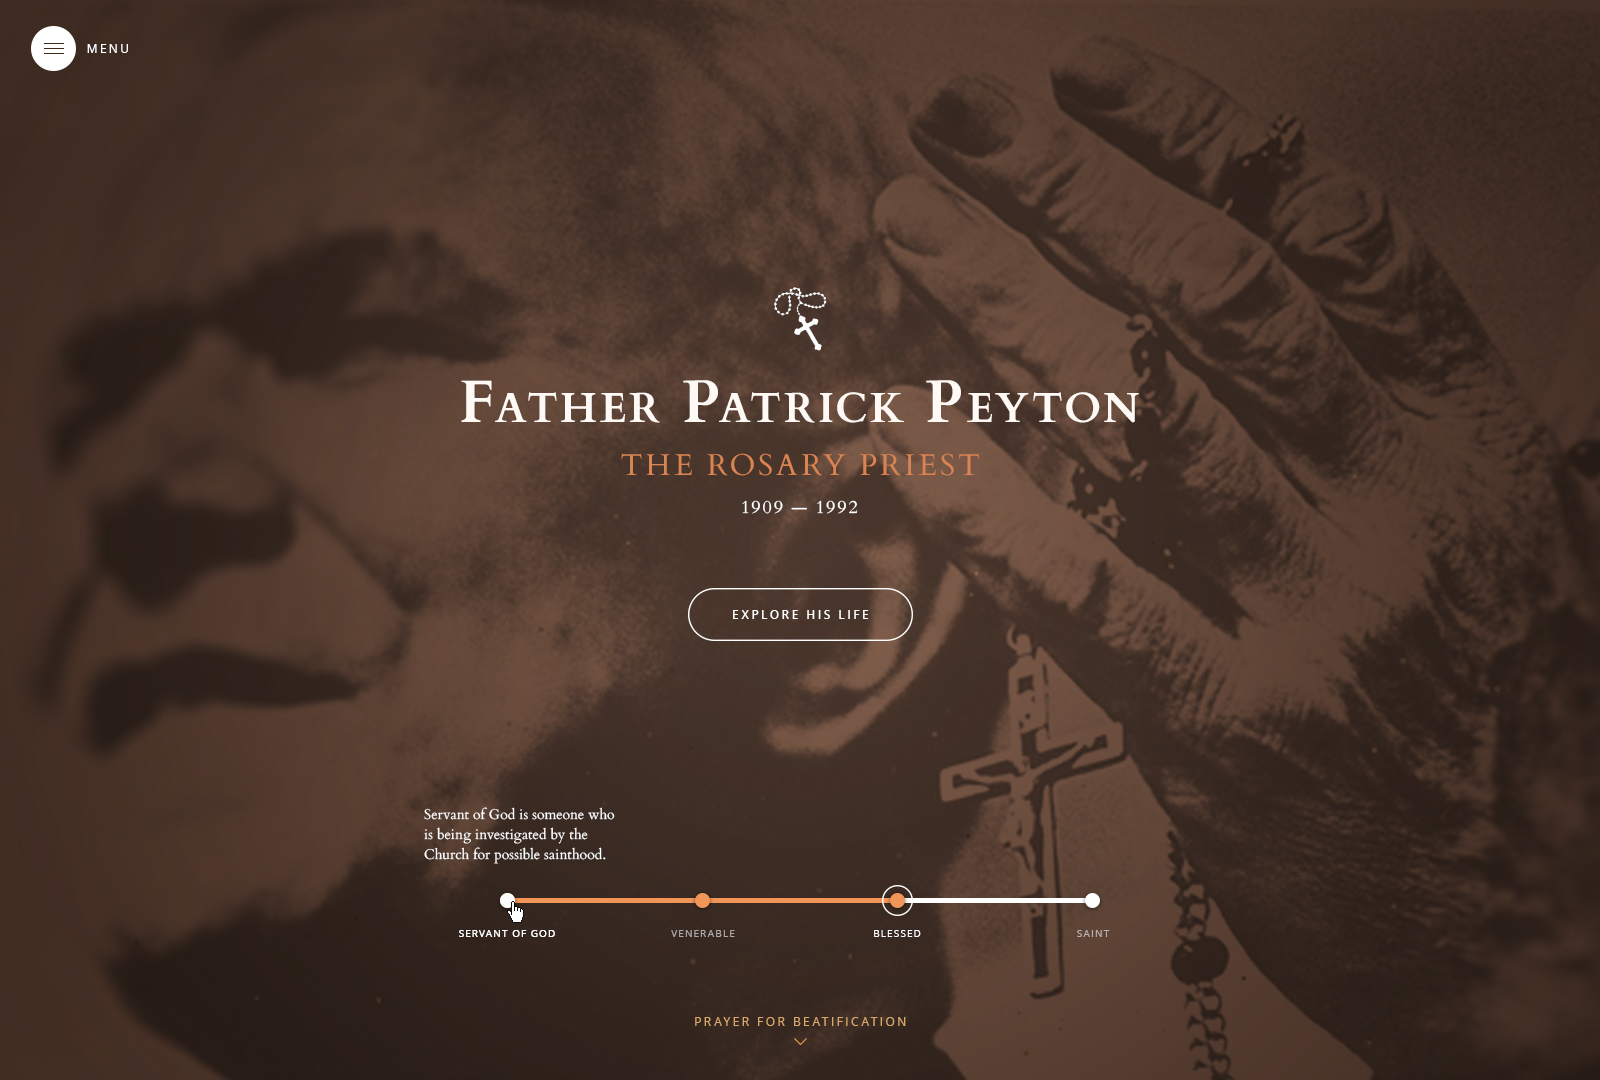 MENU
FATHER PATRICK PEYTON
THE ROSARY PRIEST
1909 — 1992
EXPLORE HIS LIFE
Servant of God is someone who
is being investigated by the
Church for possible sainthood.
SERVANT OF GOD
VENERABLE
BLESSED
SAINT
PRAYER FOR BEATIFICATION